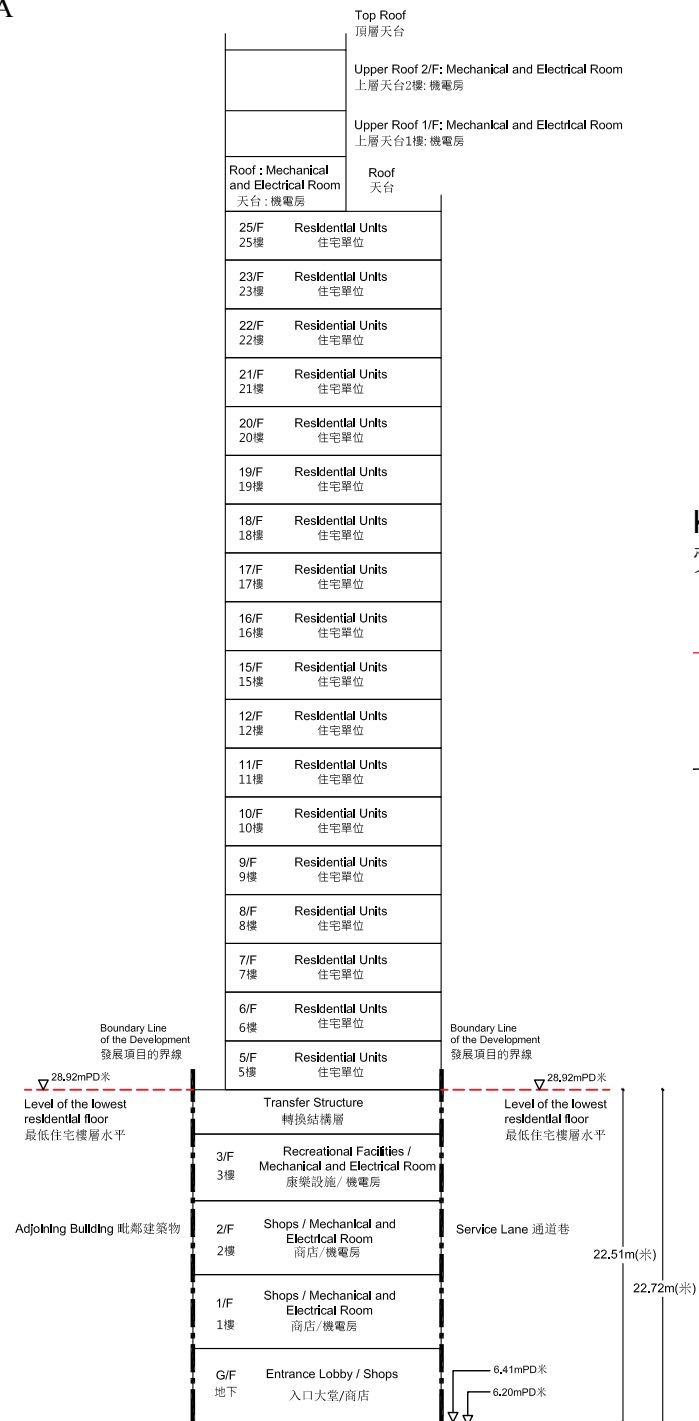 A
Top Roof
頂層天台
Upper Roof 2/F: Mechanical and Electrical Room
上層天台2樓: 機電房
Upper Roof 1/F: Mechanical and Electrical Room
上層天台1樓: 機電房
Roof : Mechanical
and Electrical Room
天台 : 機電房
Roof
天台
25/F Residential Units
25樓 住宅單位
23/F Residential Units
23樓 住宅單位
22/F Residential Units
22樓 住宅單位
21/F Residential Units
21樓 住宅單位
20/F Residential Units
20樓 住宅單位
19/F Residential Units
19樓 住宅單位
18/F Residential Units
18樓 住宅單位
17/F Residential Units
17樓 住宅單位
16/F Residential Units
16樓 住宅單位
15/F Residential Units
15樓 住宅單位
12/F Residential Units
12樓 住宅單位
11/F Residential Units
11樓 住宅單位
10/F Residential Units
10樓 住宅單位
9/F Residential Units
9樓 住宅單位
8/F Residential Units
8樓 住宅單位
7/F Residential Units
7樓 住宅單位
6/F Residential Units
6樓 住宅單位
5/F Residential Units
5樓 住宅單位
Boundary Line
of the Development
發展項目的界線
Boundary Line
of the Development
發展項目的界線
28.92mPD米
28.92mPD米
Level of the lowest
residential floor
最低住宅樓層水平
Transfer Structure
轉換結構層
Level of the lowest
residential floor
最低住宅樓層水平
3/F Recreational Facilities /
Mechanical and Electrical Room
3樓 康樂設施/ 機電房
Adjoining Building 毗鄰建築物
2/F Shops / Mechanical and
Electrical Room
2樓 商店/機電房
Service Lane 通道巷
22.51m(米)
22.72m(米)
1/F Shops / Mechanical and
Electrical Room
1樓 商店/機電房
G/F Entrance Lobby / Shops
地下 入口大堂/商店
6.41mPD米
6.20mPD米